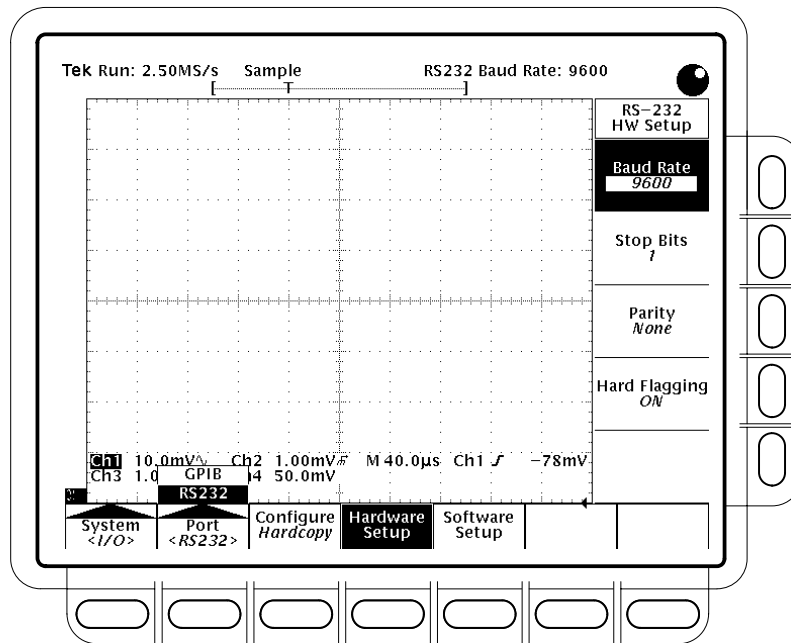 Tek Run: 2.50MS/s Sample RS232 Baud Rate: 9600
RS-232
HW Setup
Baud Rate
9600
Stop Bits
1
Parity
None
Hard Flagging
ON
Ch1 10.0mV Ch2 1.00mV M 40.0µs Ch1 -78mV
Ch3 1.0 4 50.0mV
GPIB
RS232
System
<I/O>
Port
<RS232>
Configure
Hardcopy
Hardware
Setup
Software
Setup